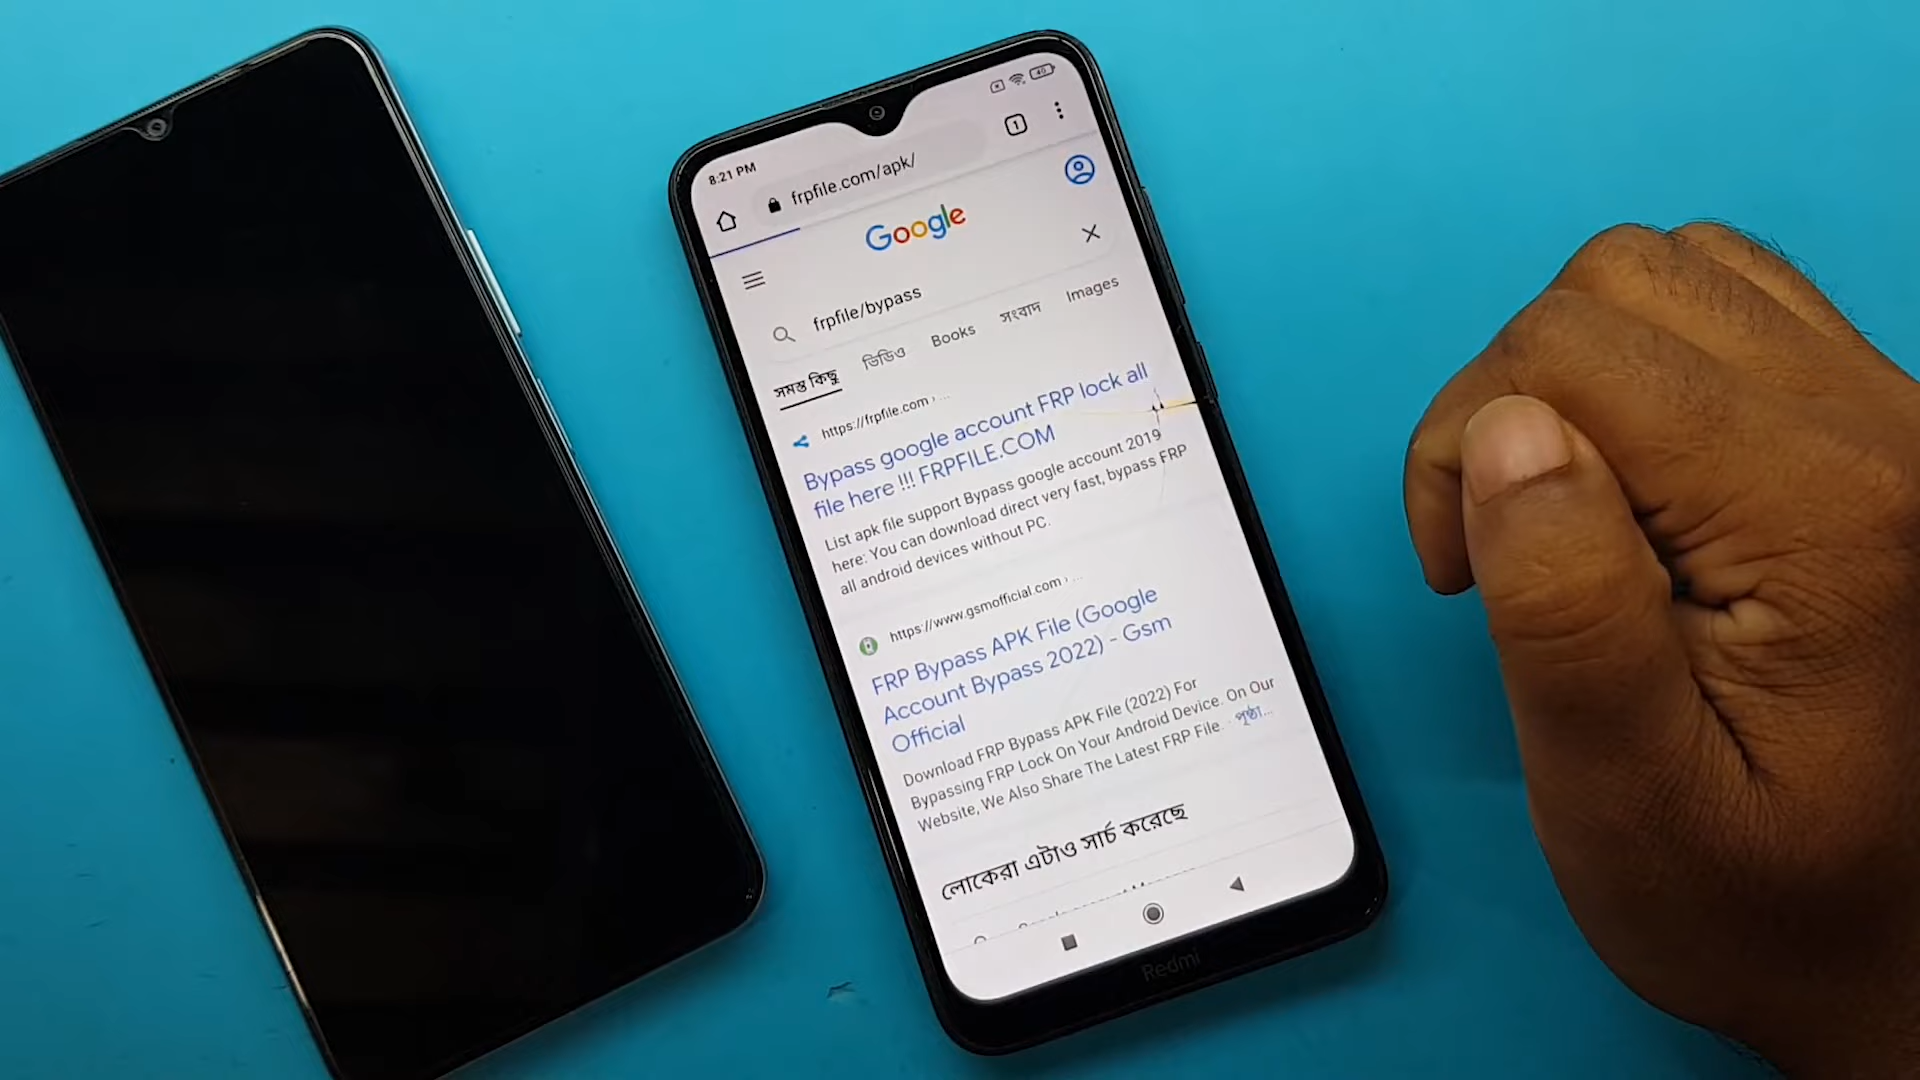 8:21 PM
40
frpfile.com/apk/
1
Google
frpfile/bypass
সমস্ত কিছু
ভিডিও
Books
সংবাদ
Images
https://frpfile.com › ...
Bypass google account FRP lock all
file here !!! FRPFILE.COM
List apk file support Bypass google account 2019
here: You can download direct very fast, bypass FRP
all android devices without PC.
https://www.gsmofficial.com › ...
FRP Bypass APK File (Google
Account Bypass 2022) - Gsm
Official
Download FRP Bypass APK File (2022) For
Bypassing FRP Lock On Your Android Device. On Our
Website, We Also Share The Latest FRP File. · পৃষ্ঠা...
লোকেরা এটাও সার্চ করেছে
Redmi